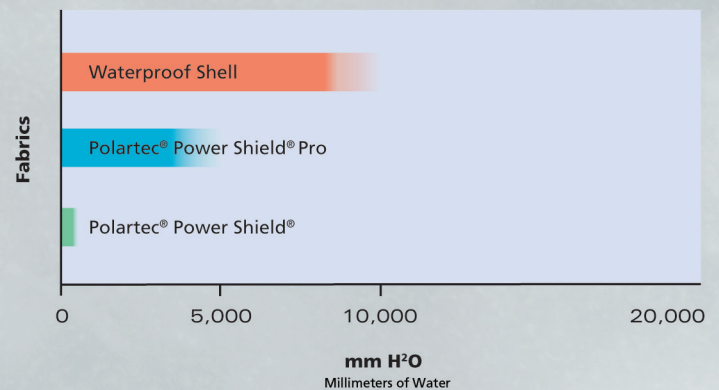 Fabrics
Waterproof Shell
Polartec® Power Shield® Pro
Polartec® Power Shield®
0 5,000 10,000 20,000
mm H²O
Millimeters of Water